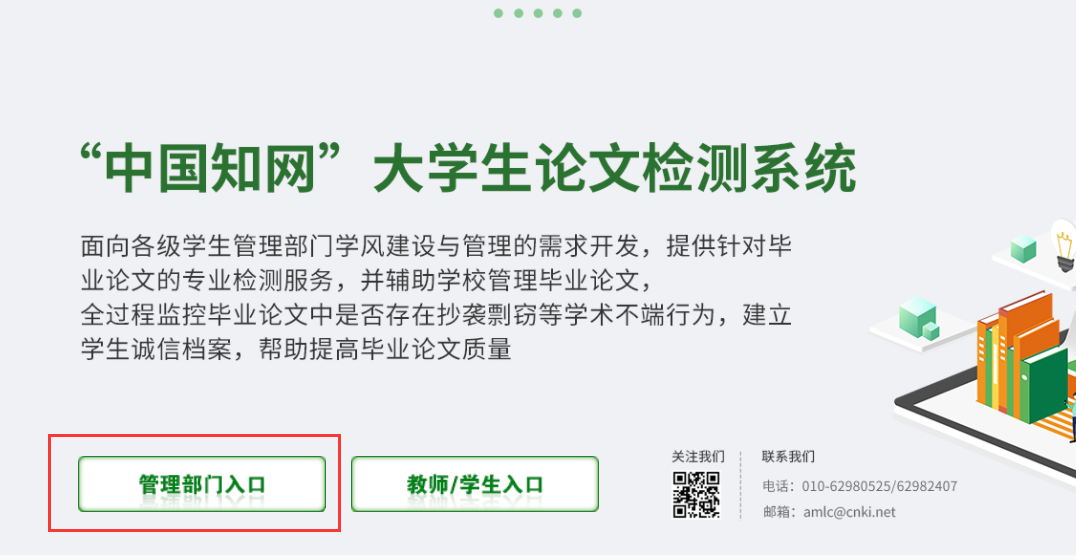 “中国知网”大学生论文检测系统
面向各级学生管理部门学风建设与管理的需求开发，提供针对毕
业论文的专业检测服务，并辅助学校管理毕业论文，
全过程监控毕业论文中是否存在抄袭剽窃等学术不端行为，建立
学生诚信档案，帮助提高毕业论文质量
管理部门入口
教师/学生入口
关注我们
联系我们
电话：010-62980525/62982407
邮箱：amlc@cnki.net